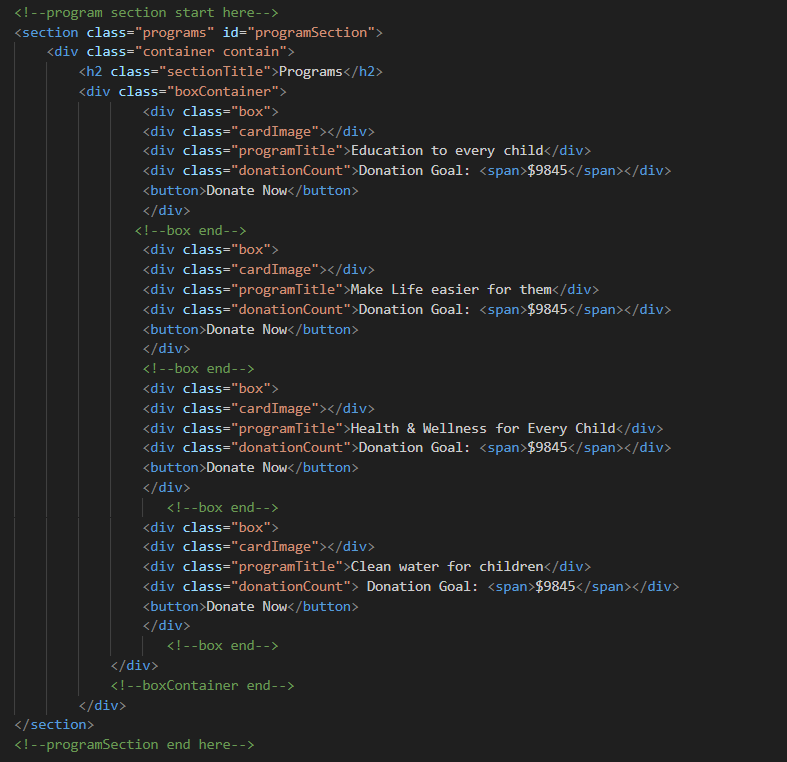 <!--program section start here-->
<section class="programs" id="programSection">
<div class="container contain">
<h2 class="sectionTitle">Programs</h2>
<div class="boxContainer">
<div class="box">
<div class="cardImage"></div>
<div class="programTitle">Education to every child</div>
<div class="donationCount">Donation Goal: <span>$9845</span></div>
<button>Donate Now</button>
</div>
<!--box end-->
<div class="box">
<div class="cardImage"></div>
<div class="programTitle">Make Life easier for them</div>
<div class="donationCount">Donation Goal: <span>$9845</span></div>
<button>Donate Now</button>
</div>
<!--box end-->
<div class="box">
<div class="cardImage"></div>
<div class="programTitle">Health & Wellness for Every Child</div>
<div class="donationCount">Donation Goal: <span>$9845</span></div>
<button>Donate Now</button>
</div>
<!--box end-->
<div class="box">
<div class="cardImage"></div>
<div class="programTitle">Clean water for children</div>
<div class="donationCount"> Donation Goal: <span>$9845</span></div>
<button>Donate Now</button>
</div>
<!--box end-->
</div>
<!--boxContainer end-->
</div>
</section>
<!--programSection end here-->